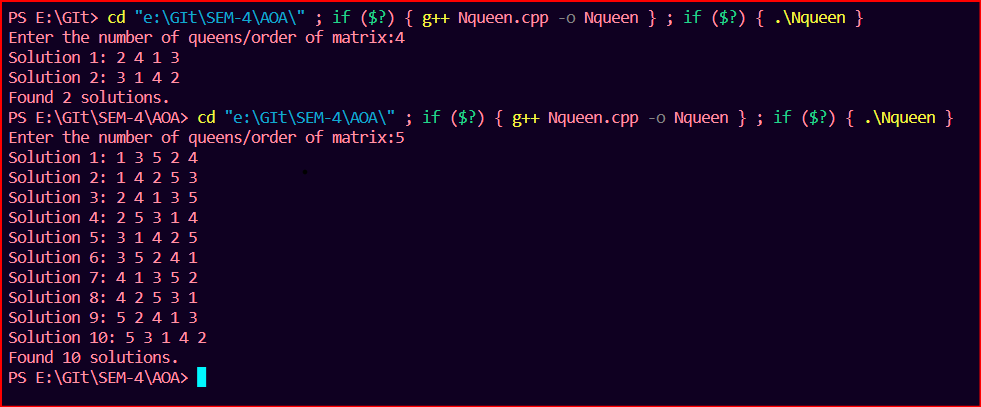 PS E:\GIt> cd "e:\GIt\SEM-4\AOA\" ; if ($?) { g++ Nqueen.cpp -o Nqueen } ; if ($?) { .\Nqueen }
Enter the number of queens/order of matrix:4
Solution 1: 2 4 1 3
Solution 2: 3 1 4 2
Found 2 solutions.
PS E:\GIt\SEM-4\AOA> cd "e:\GIt\SEM-4\AOA\" ; if ($?) { g++ Nqueen.cpp -o Nqueen } ; if ($?) { .\Nqueen }
Enter the number of queens/order of matrix:5
Solution 1: 1 3 5 2 4
Solution 2: 1 4 2 5 3
Solution 3: 2 4 1 3 5
Solution 4: 2 5 3 1 4
Solution 5: 3 1 4 2 5
Solution 6: 3 5 2 4 1
Solution 7: 4 1 3 5 2
Solution 8: 4 2 5 3 1
Solution 9: 5 2 4 1 3
Solution 10: 5 3 1 4 2
Found 10 solutions.
PS E:\GIt\SEM-4\AOA>